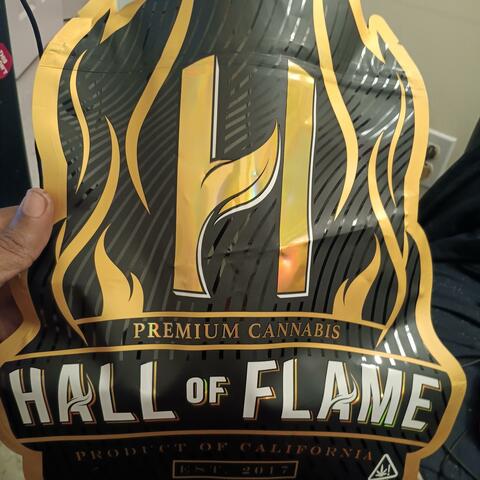 H
PREMIUM CANNABIS
HALL OF FLAME
PRODUCT OF CALIFORNIA
EST. 2017